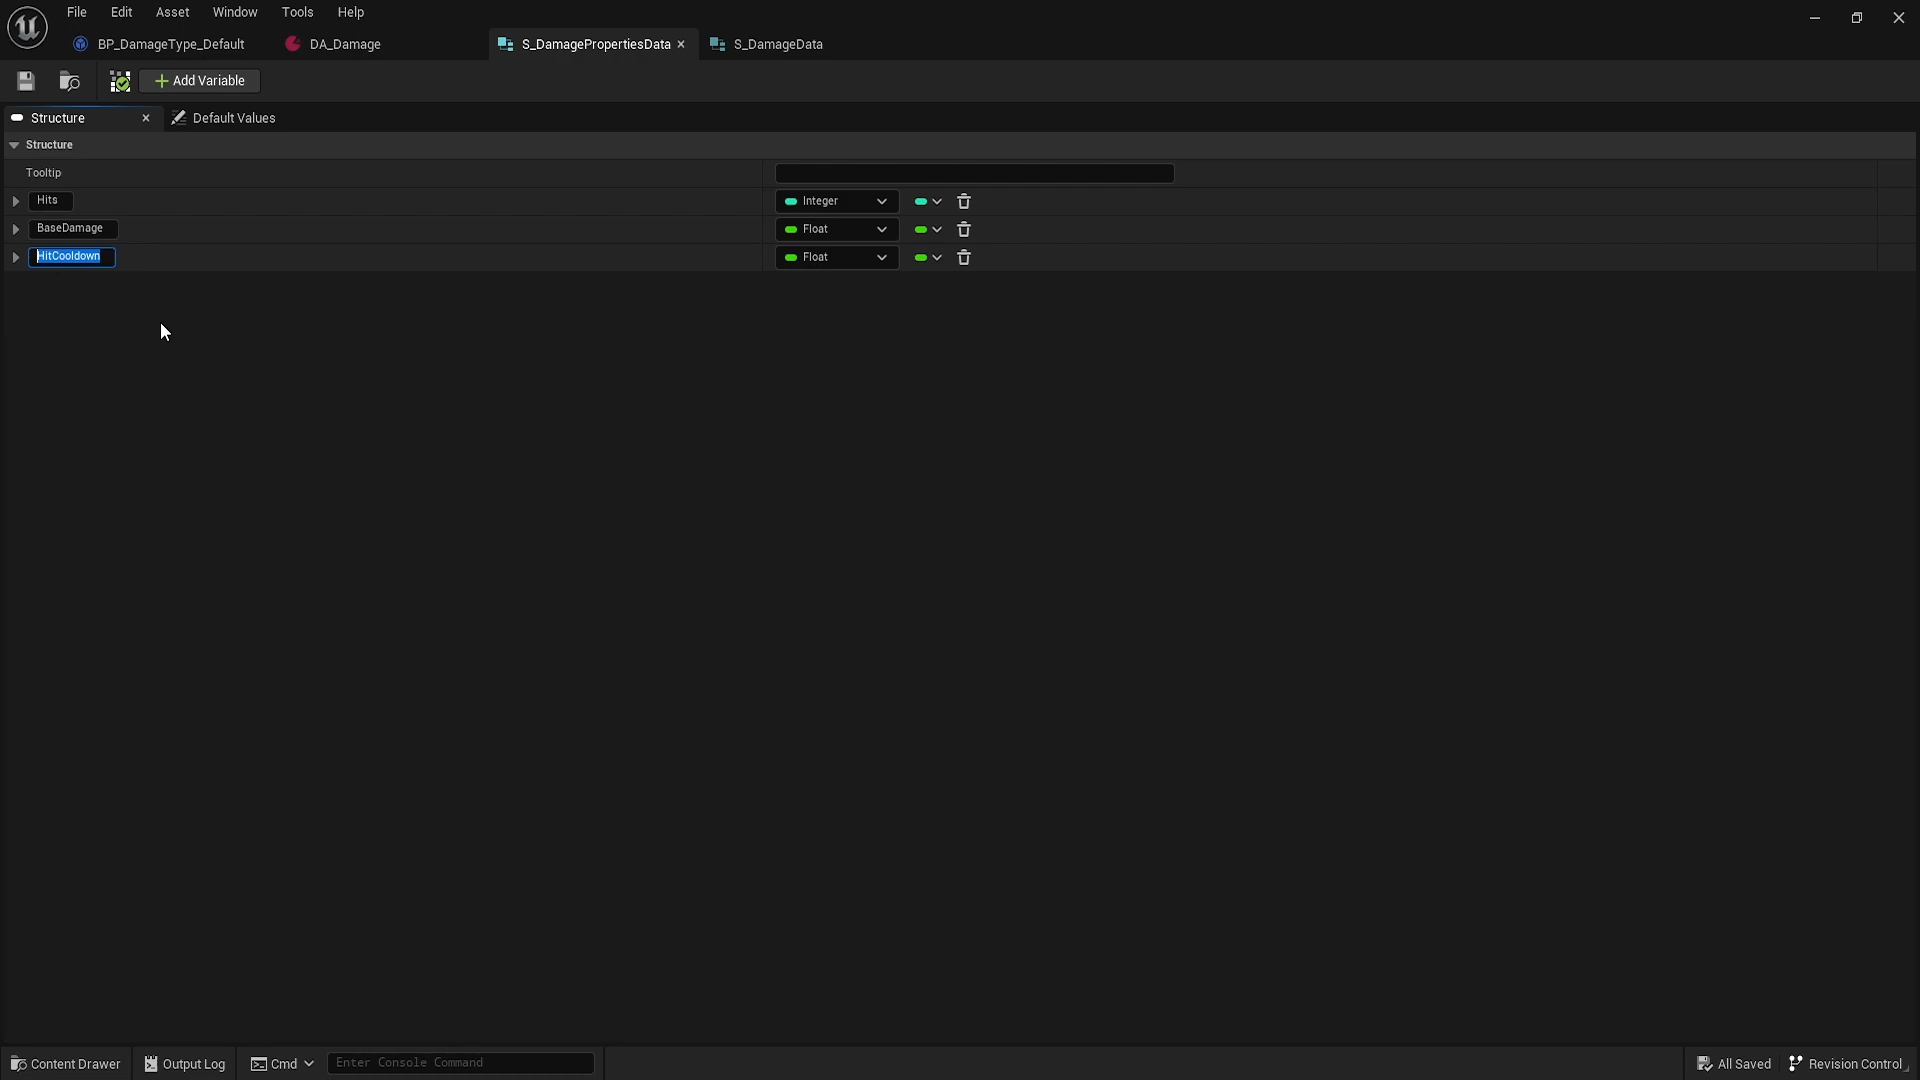 File Edit Asset Window Tools Help
BP_DamageType_Default DA_Damage S_DamagePropertiesData S_DamageData
Add Variable
Structure Default Values
Structure
Tooltip
Hits Integer
BaseDamage Float
HitCooldown Float
Content Drawer Output Log Cmd Enter Console Command All Saved Revision Control